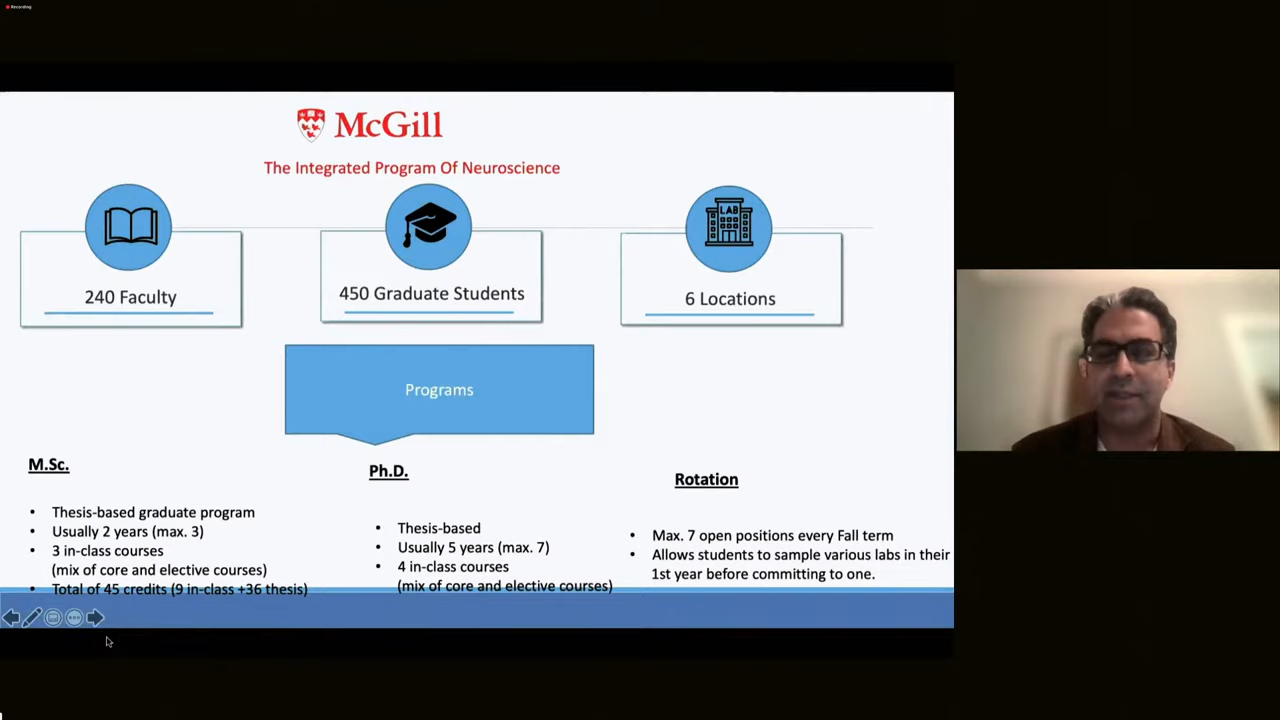 Recording
McGill
The Integrated Program Of Neuroscience
LAB
240 Faculty
450 Graduate Students
6 Locations
Programs
M.Sc.
• Thesis-based graduate program
• Usually 2 years (max. 3)
• 3 in-class courses
(mix of core and elective courses)
• Total of 45 credits (9 in-class +36 thesis)
Ph.D.
• Thesis-based
• Usually 5 years (max. 7)
• 4 in-class courses
(mix of core and elective courses)
Rotation
• Max. 7 open positions every Fall term
• Allows students to sample various labs in their
1st year before committing to one.